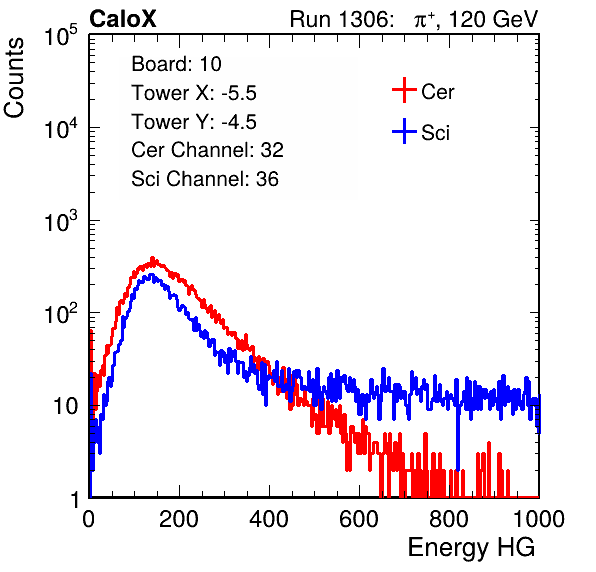 CaloX Run 1306: π⁺, 120 GeV
Counts
10⁵
10⁴
10³
10²
10
1
Board: 10
Tower X: -5.5
Tower Y: -4.5
Cer Channel: 32
Sci Channel: 36
Cer
Sci
0 200 400 600 800 1000
Energy HG